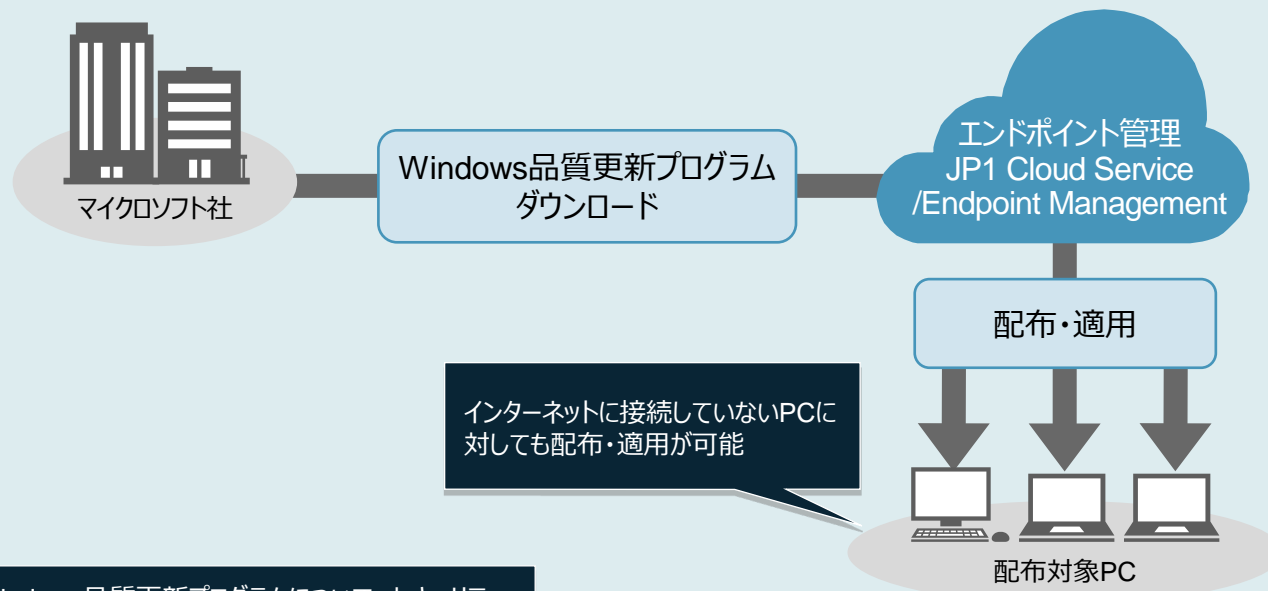 マイクロソフト社
Windows品質更新プログラム
ダウンロード
エンドポイント管理
JP1 Cloud Service
/Endpoint Management
配布・適用
インターネットに接続していないPCに
対しても配布・適用が可能
配布対象PC